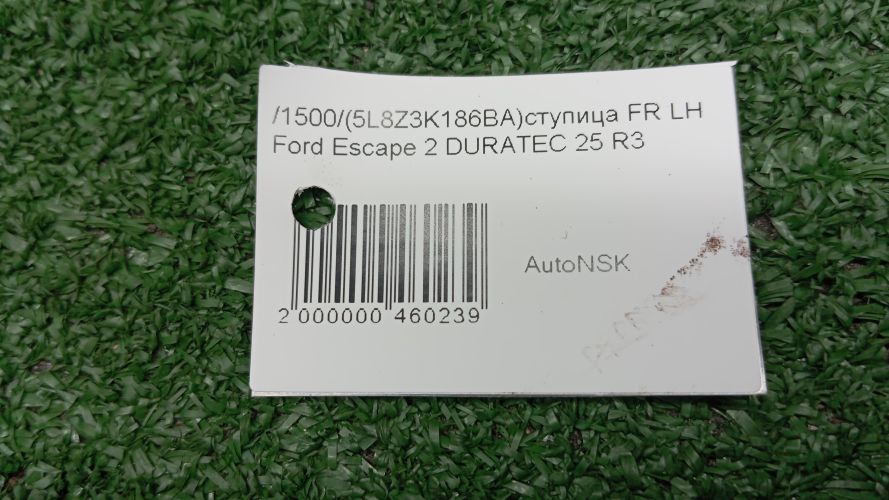 /1500/(5L8Z3K186BA)ступица FR LH
Ford Escape 2 DURATEC 25 R3
AutoNSK
2 000000 460239